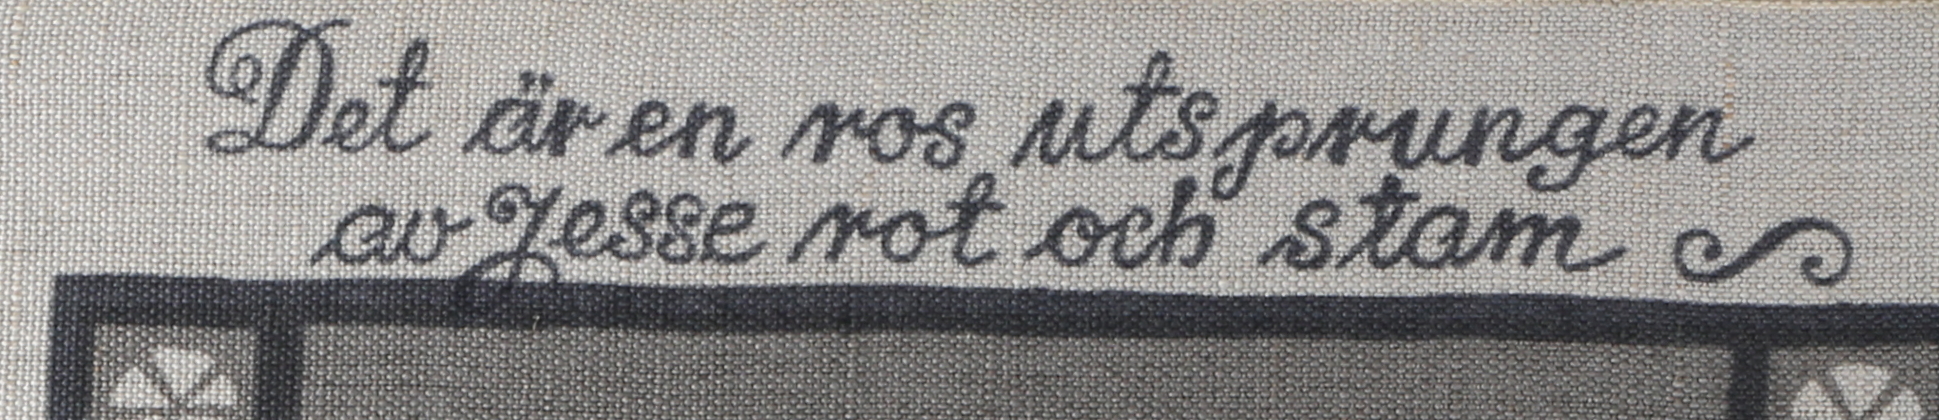 Det är en ros utsprungen
av Jesse rot och stam